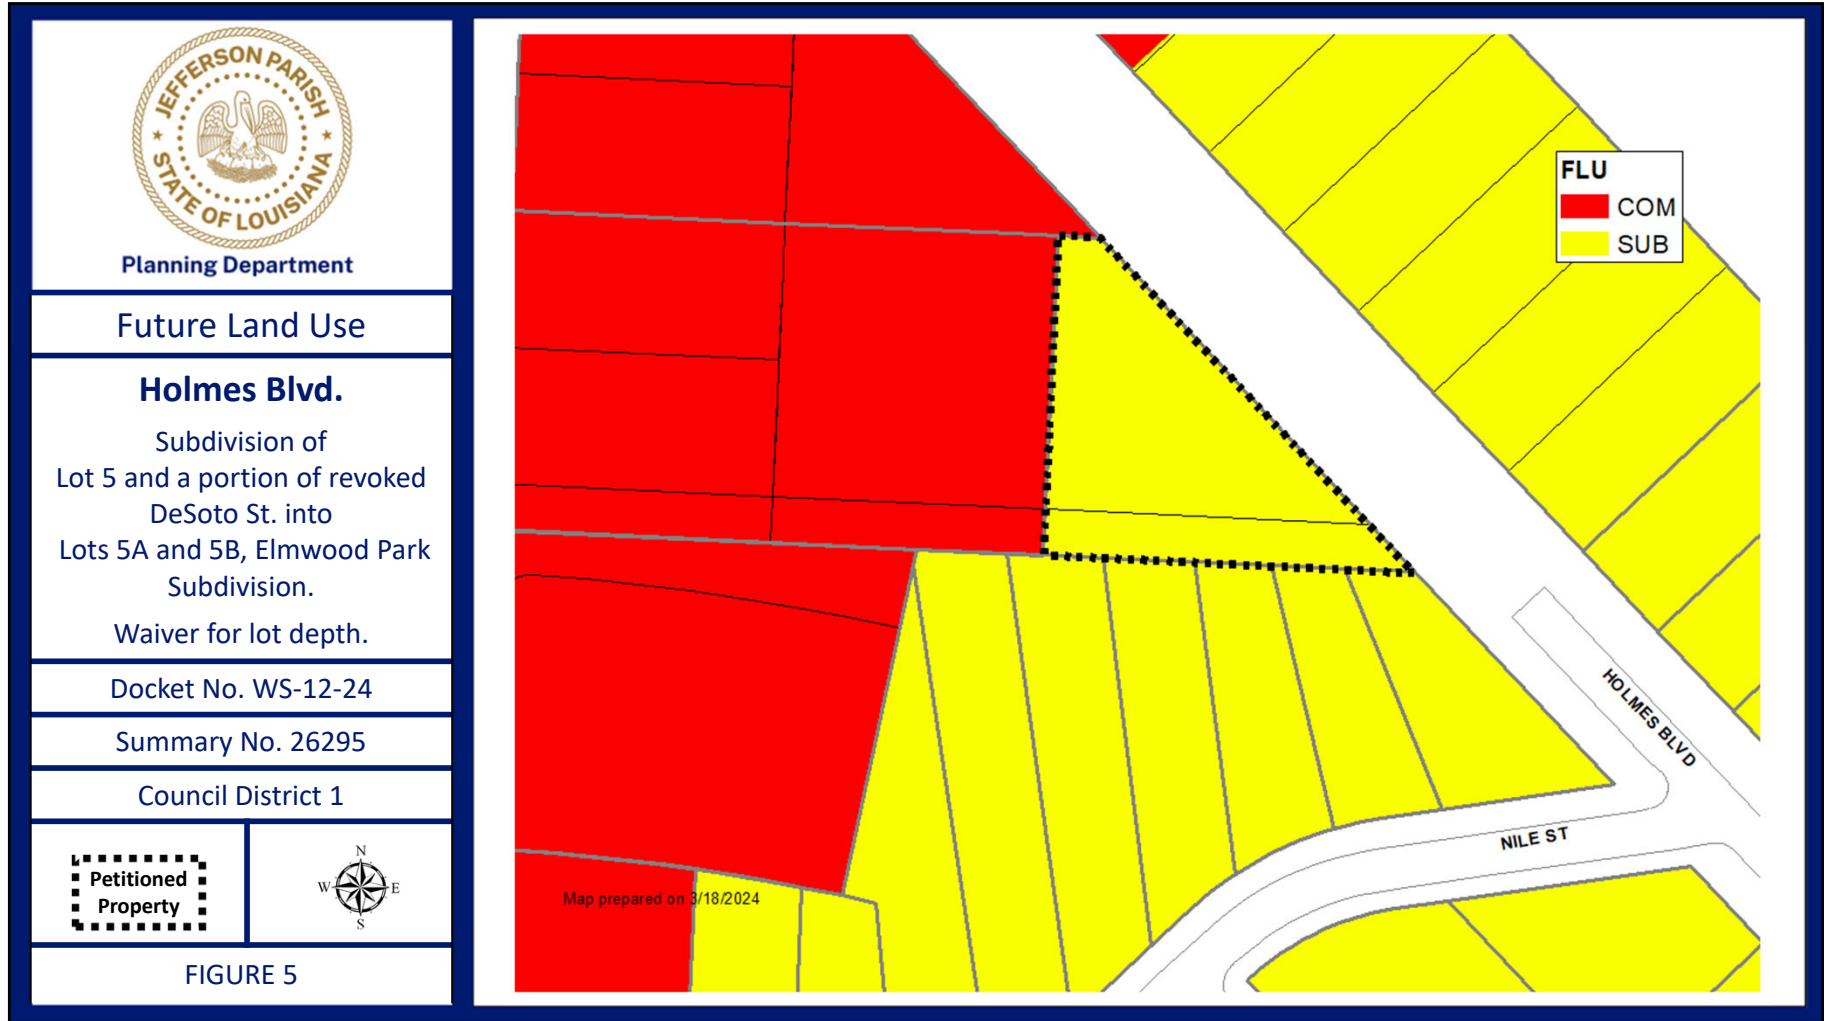 JEFFERSON PARISH
STATE OF LOUISIANA
Planning Department
Future Land Use
Holmes Blvd.
Subdivision of
Lot 5 and a portion of revoked
DeSoto St. into
Lots 5A and 5B, Elmwood Park
Subdivision.
Waiver for lot depth.
Docket No. WS-12-24
Summary No. 26295
Council District 1
Petitioned
Property
N
W E
S
FIGURE 5
FLU
COM
SUB
HOLMES BLVD
NILE ST
Map prepared on 3/18/2024